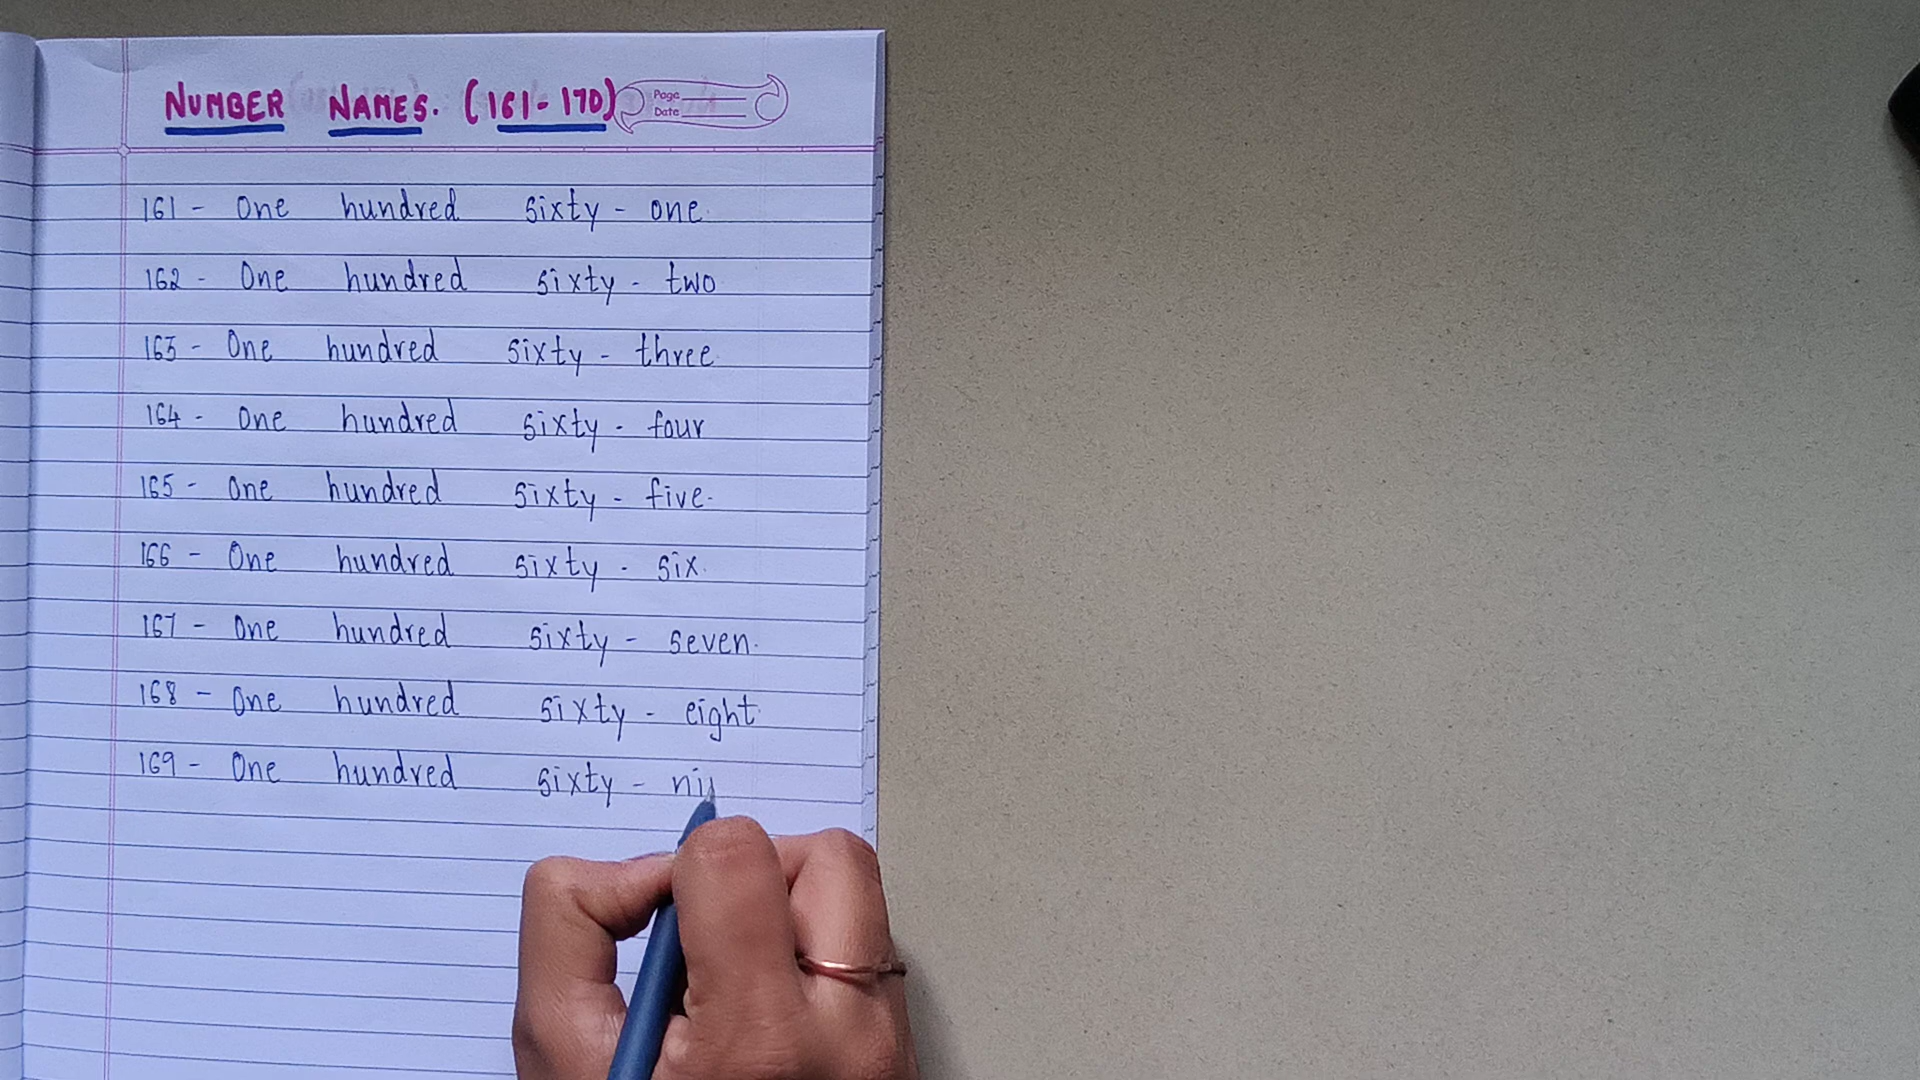 NUMBER NAMES. (161-170)
Page
Date
161 - One hundred sixty - one.
162 - One hundred sixty - two
163 - One hundred sixty - three
164 - One hundred sixty - four
165 - One hundred sixty - five.
166 - One hundred sixty - six.
167 - One hundred sixty - seven.
168 - One hundred sixty - eight.
169 - One hundred sixty - ni